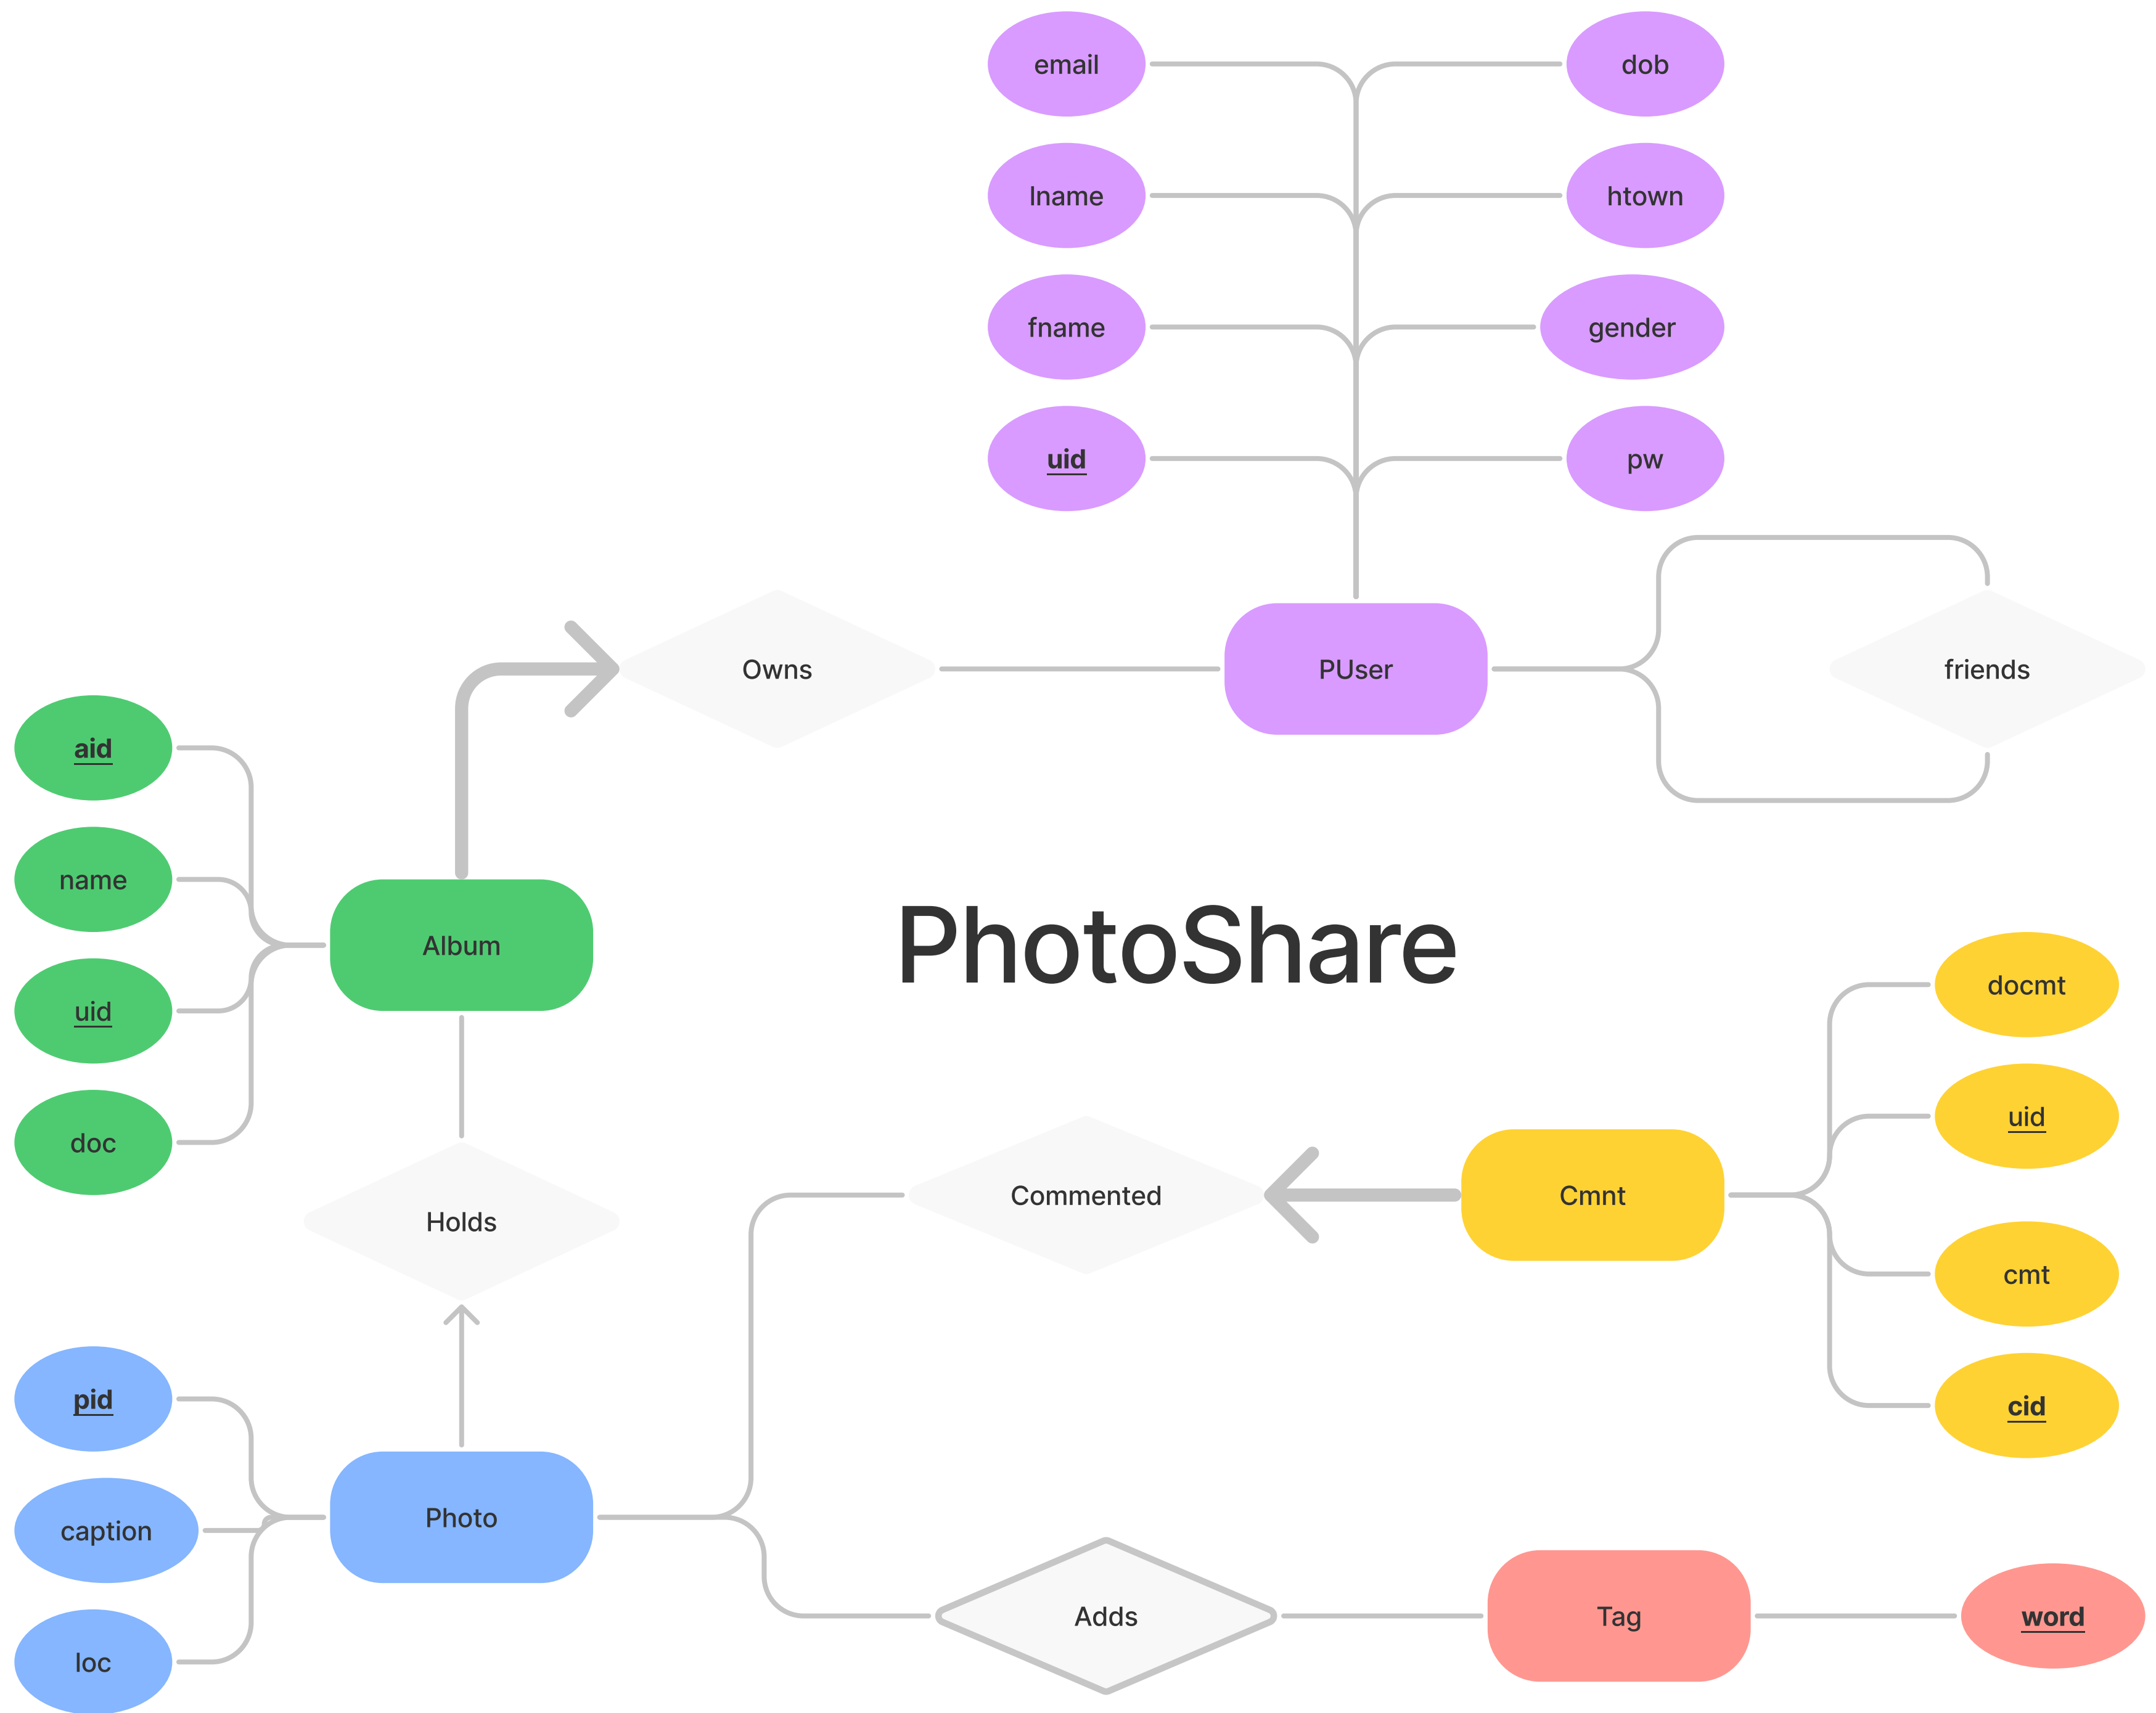 email
dob
lname
htown
fname
gender
uid
pw
Owns
PUser
friends
aid
name
Album
uid
doc
PhotoShare
docmt
uid
Commented
Cmnt
Holds
cmt
cid
pid
caption
Photo
loc
Adds
Tag
word